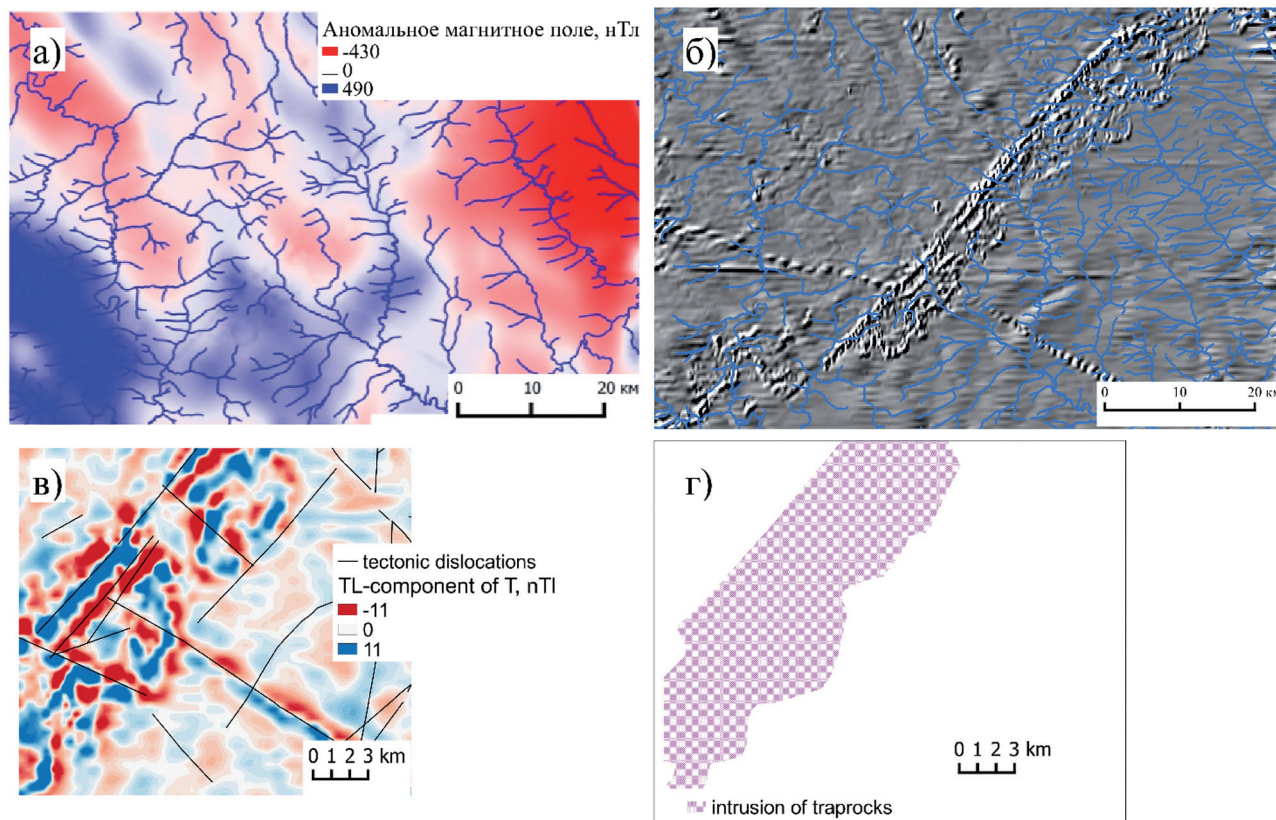 а)
Аномальное магнитное поле, нТл
-430
0
490
0 10 20 км
б)
0 10 20 км
в)
tectonic dislocations
TL-component of T, nTl
-11
0
11
0 1 2 3 km
г)
0 1 2 3 km
intrusion of traprocks